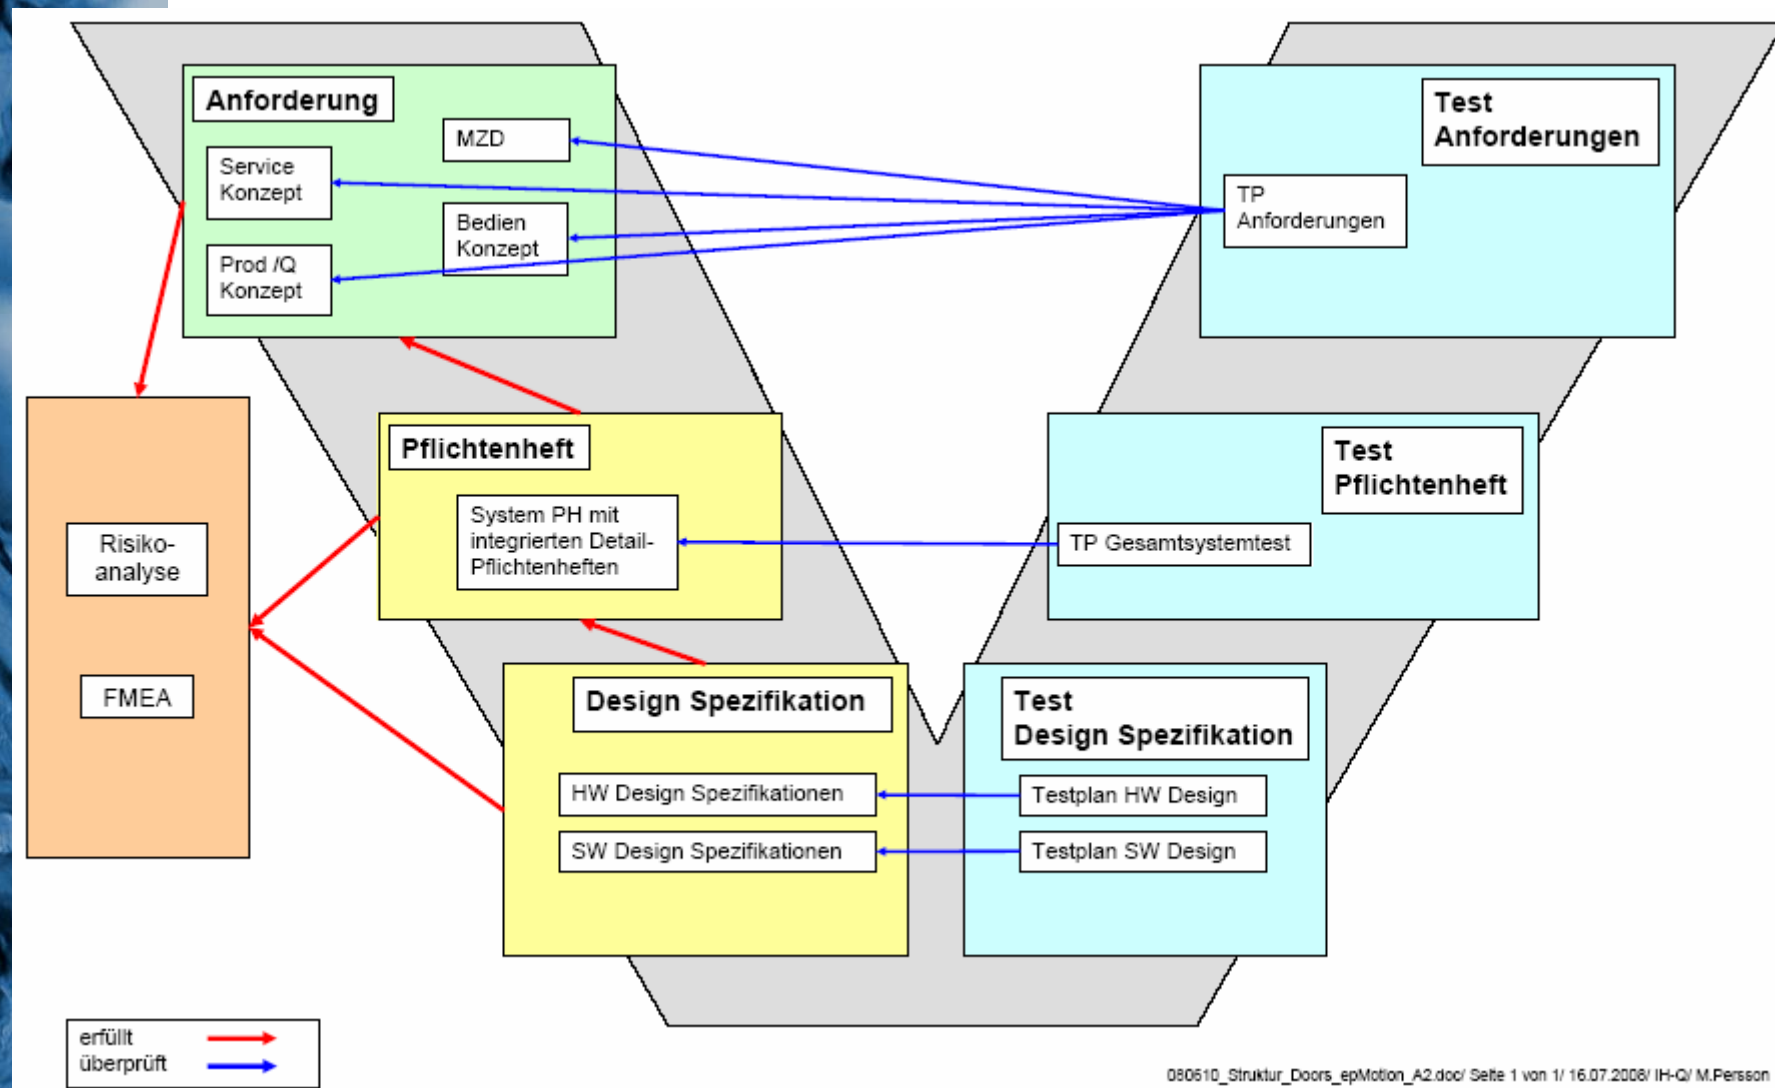 Anforderung
MZD
Service
Konzept
Bedien
Konzept
Prod /Q
Konzept
Test
Anforderungen
TP
Anforderungen
Pflichtenheft
System PH mit
integrierten Detail-
Pflichtenheften
Test
Pflichtenheft
TP Gesamtsystemtest
Risiko-
analyse
FMEA
Design Spezifikation
HW Design Spezifikationen
SW Design Spezifikationen
Test
Design Spezifikation
Testplan HW Design
Testplan SW Design
erfüllt
überprüft
080610_Struktur_Doors_epMotion_A2.doc/ Seite 1 von 1/ 16.07.2008/ IH-Q/ M.Persson